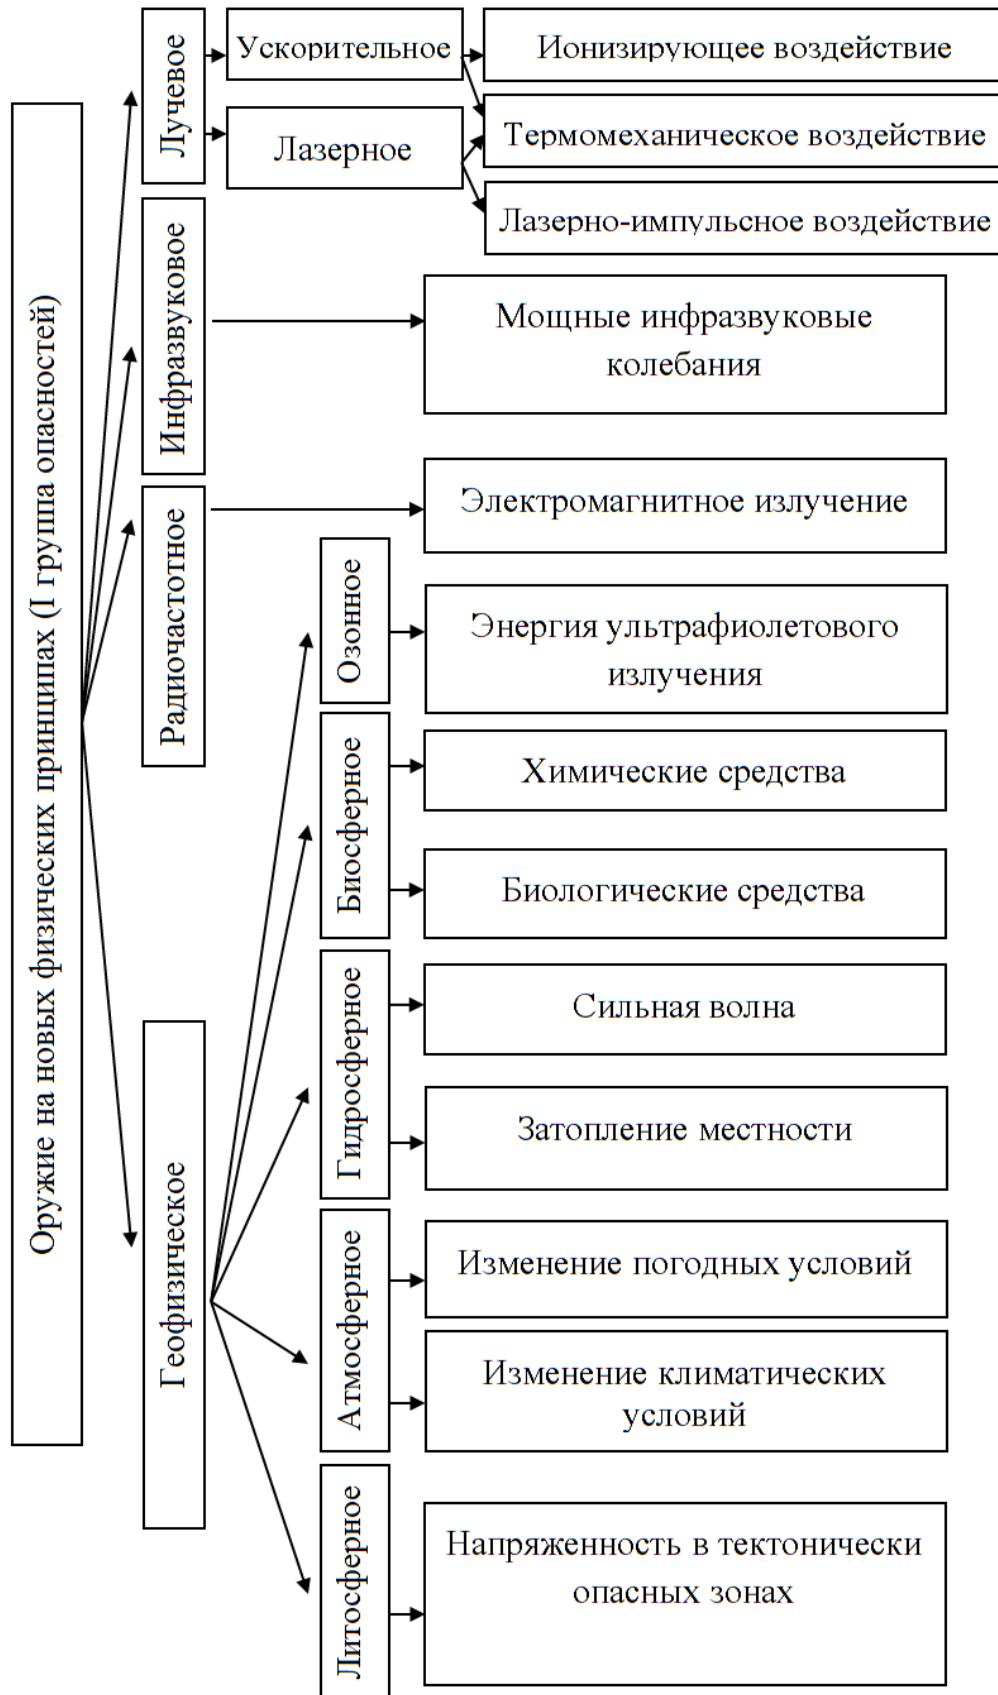 Оружие на новых физический принципах (I группа опасностей)
Лучевое
Ускорительное
Ионизирующее воздействие
Термомеханическое воздействие
Лазерное
Лазерно-импульсное воздействие
Инфразвуковое
Мощные инфразвуковые
колебания
Радиочастотное
Электромагнитное излучение
Геофизическое
Озонное
Энергия ультрафиолетового
излучения
Биосферное
Химические средства
Биологические средства
Гидросферное
Сильная волна
Затопление местности
Атмосферное
Изменение погодных условий
Изменение климатических
условий
Литосферное
Напряженность в тектонически
опасных зонах